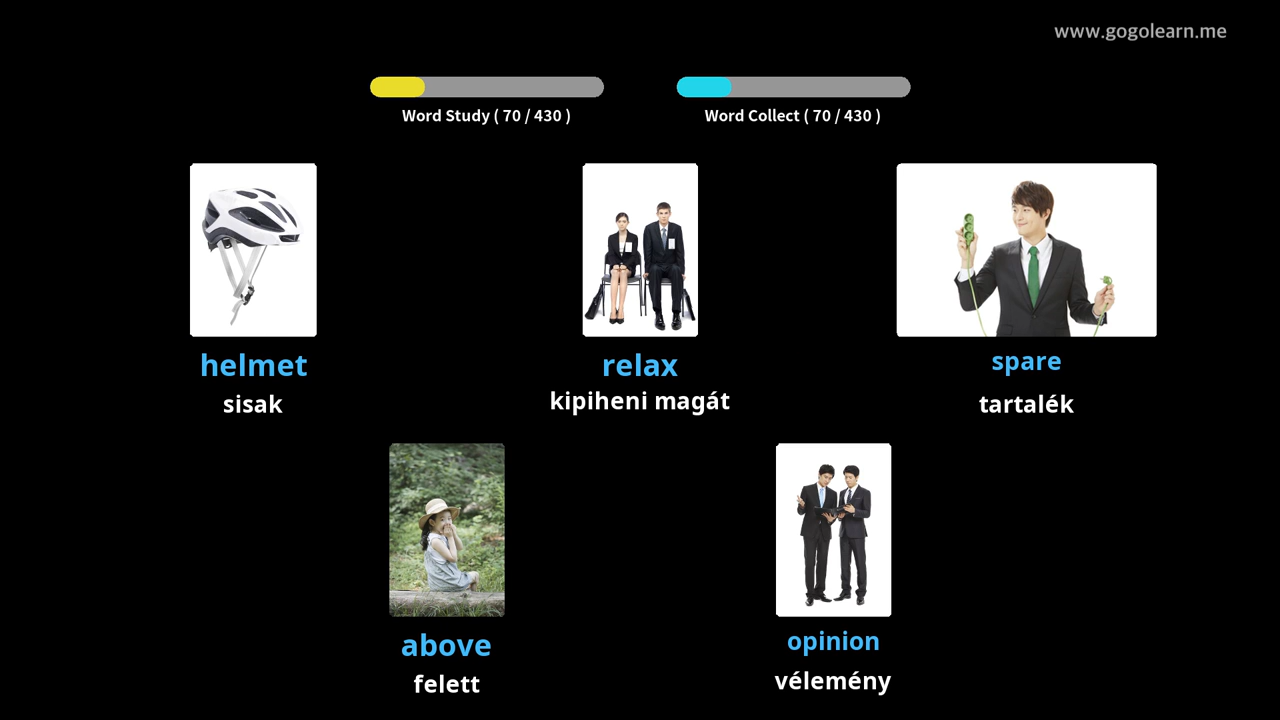 www.gogolearn.me
Word Study ( 70 / 430 )
Word Collect ( 70 / 430 )
helmet
sisak
relax
kipiheni magát
spare
tartalék
above
felett
opinion
vélemény